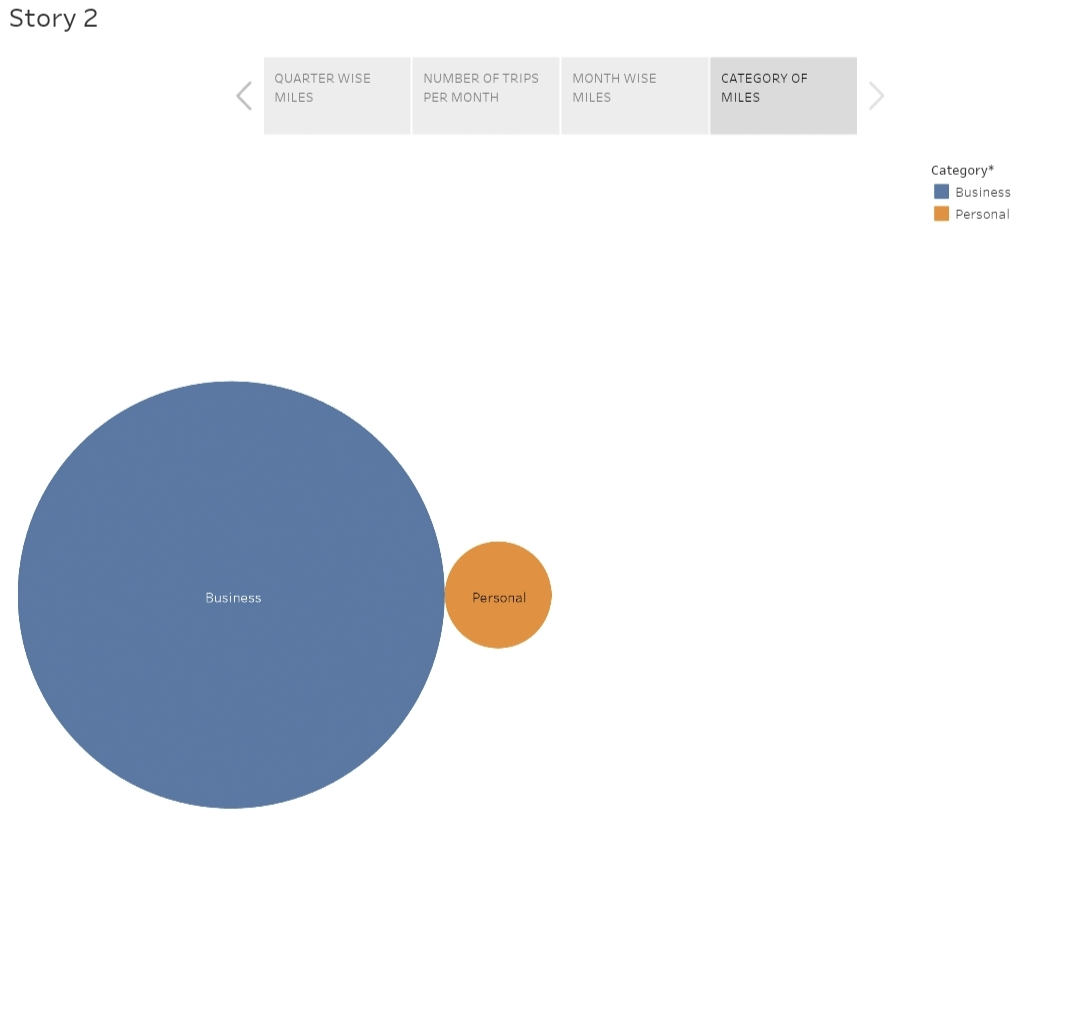 Story 2
QUARTER WISE
MILES
NUMBER OF TRIPS
PER MONTH
MONTH WISE
MILES
CATEGORY OF
MILES
Category*
Business
Personal
Business
Personal